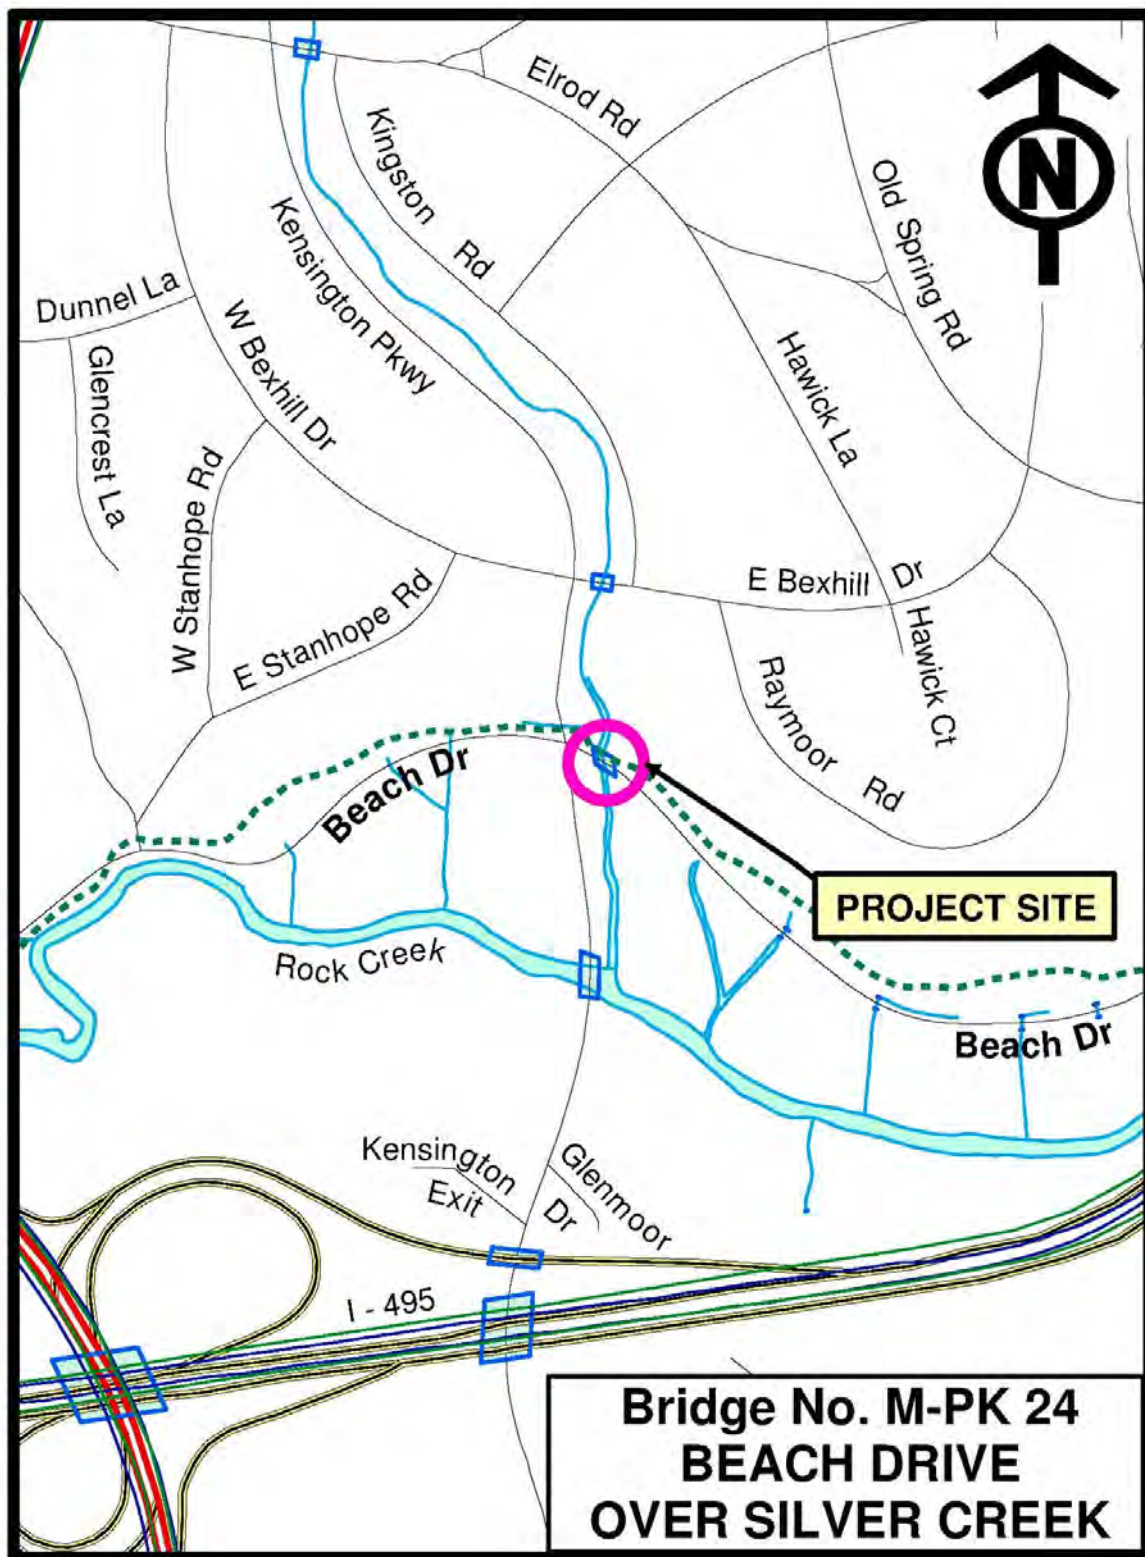 Elrod Rd
N
Kingston Rd
Old Spring Rd
Kensington Pkwy
Dunnel La
W Bexhill Dr
Glencrest La
Hawick La
W Stanhope Rd
E Stanhope Rd
E Bexhill Dr
Hawick Ct
Raymoor Rd
Beach Dr
PROJECT SITE
Rock Creek
Beach Dr
Kensington
Exit
Glenmoor
Dr
I - 495
Bridge No. M-PK 24
BEACH DRIVE
OVER SILVER CREEK